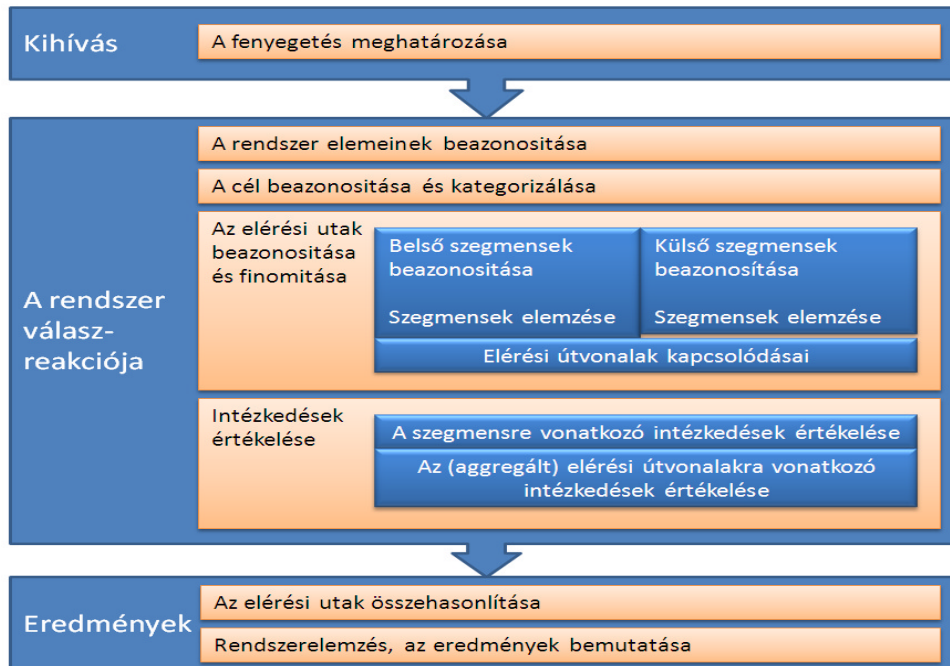 Kihívás
A fenyegetés meghatározása
A rendszer
válasz-
reakciója
A rendszer elemeinek beazonositása
A cél beazonositása és kategorizálása
Az elérési utak
beazonositása
és finomitása
Belső szegmensek
beazonositása
Szegmensek elemzése
Külső szegmensek
beazonosítása
Szegmensek elemzése
Elérési útvonalak kapcsolódásai
Intézkedések
értékelése
A szegmensre vonatkozó intézkedések értékelése
Az (aggregált) elérési útvonalakra vonatkozó
intézkedések értékelése
Eredmények
Az elérési utak összehasonlítása
Rendszerelemzés, az eredmények bemutatása